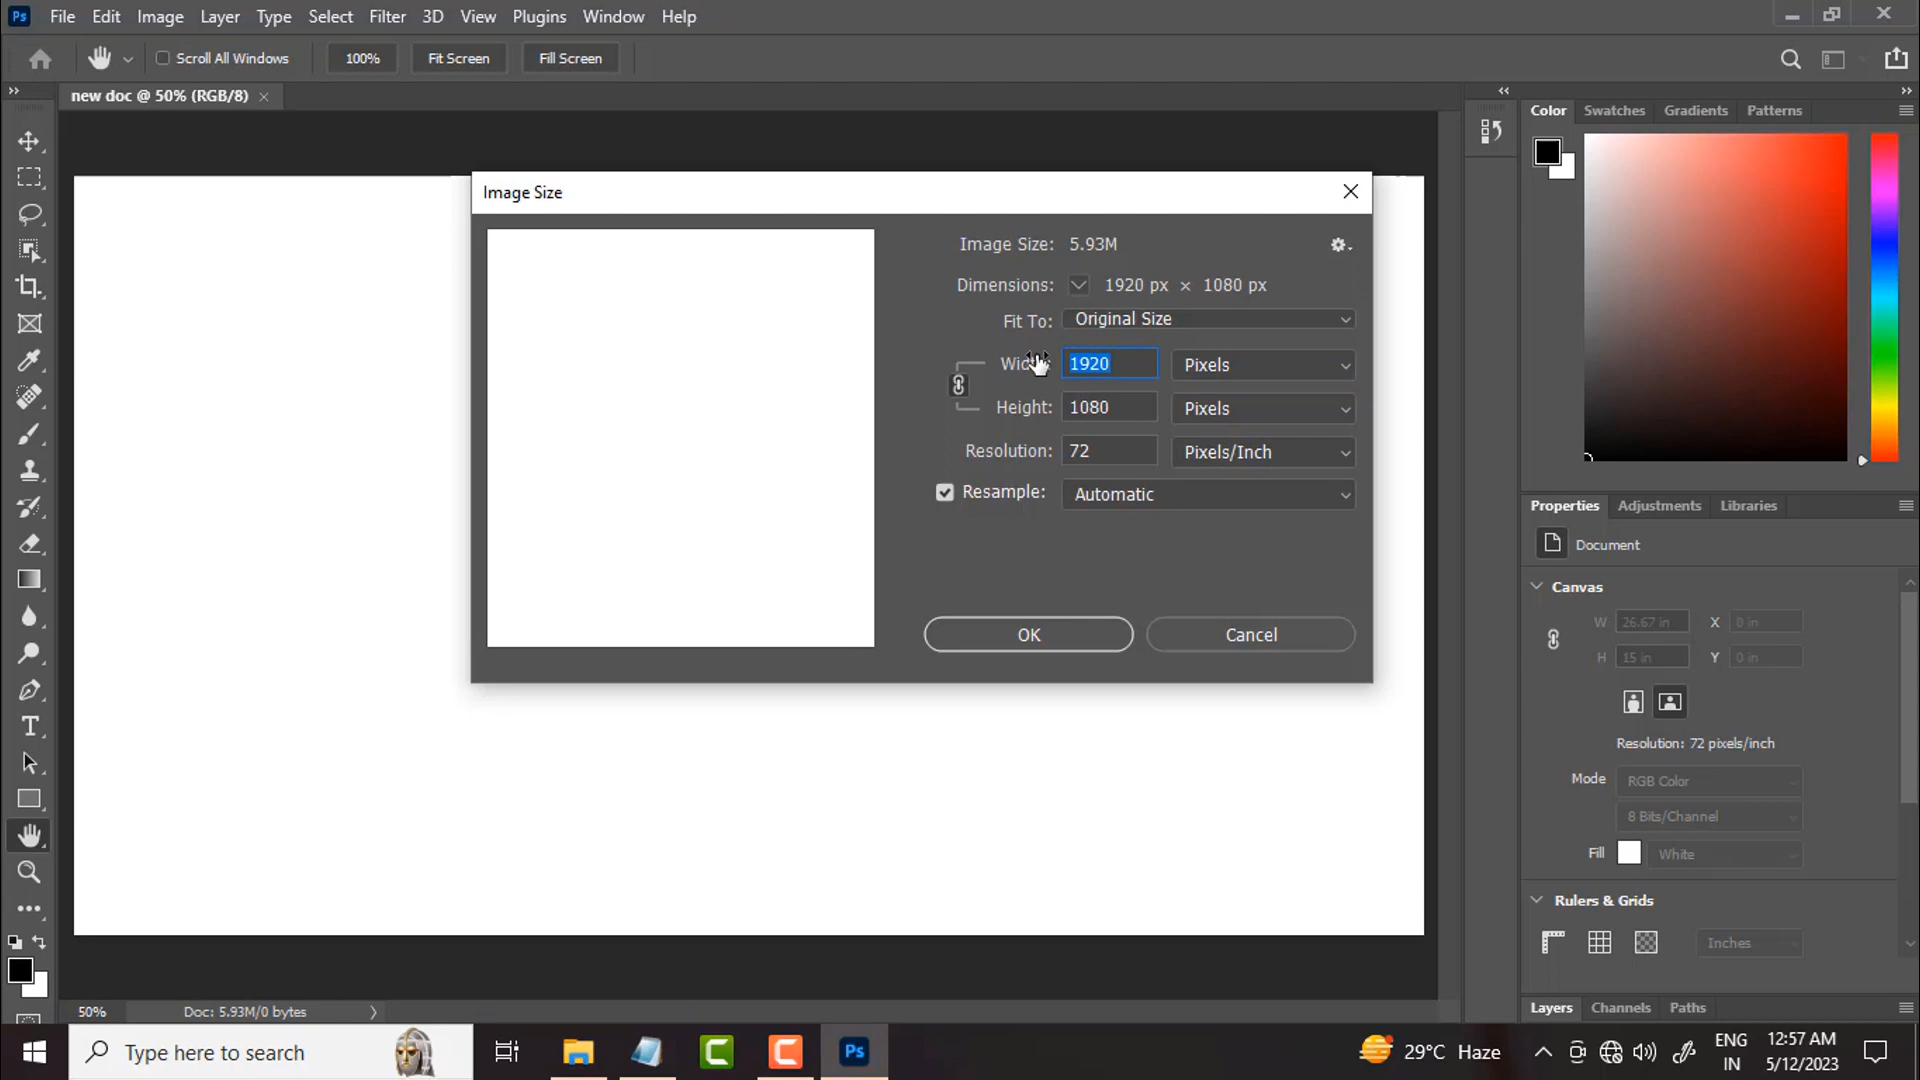 Ps File Edit Image Layer Type Select Filter 3D View Plugins Window Help
Scroll All Windows 100% Fit Screen Fill Screen
new doc @ 50% (RGB/8)
Color Swatches Gradients Patterns
Image Size
Image Size: 5.93M
Dimensions: 1920 px × 1080 px
Fit To: Original Size
1920 Pixels
Height: 1080 Pixels
Resolution: 72 Pixels/Inch
Resample: Automatic
OK Cancel
Properties Adjustments Libraries
Document
Canvas
W 26.67 in X 0 in
H 15 in Y 0 in
Resolution: 72 pixels/inch
Mode RGB Color
8 Bits/Channel
Fill White
Rulers & Grids
Inches
Layers Channels Paths
50% Doc: 5.93M/0 bytes
Type here to search
Ps
29°C Haze
ENG
IN
12:57 AM
5/12/2023